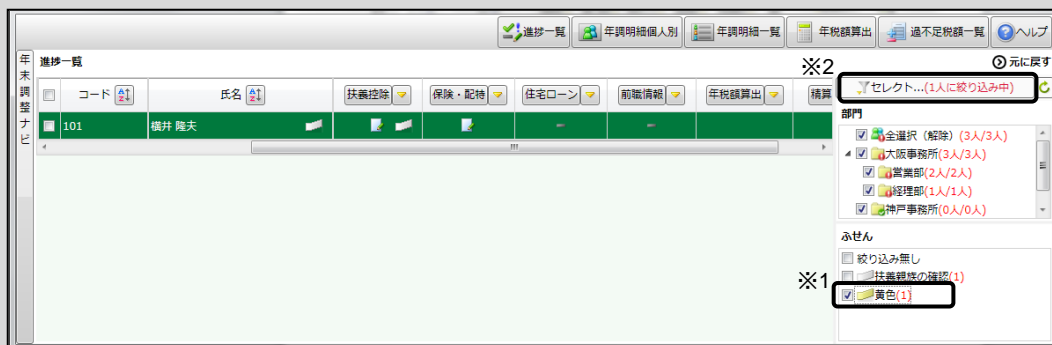 進捗一覧 年調明細個人別 年調明細一覧 年税額算出 過不足税額一覧 ヘルプ
年末調整ナビ
進捗一覧
※2
元に戻す
コード 氏名 扶養控除 保険・配特 住宅ローン 前職情報 年税額算出 精算
セレクト...(1人に絞り込み中)
101 横井 隆夫 － －
部門
全選択（解除）(3人/3人)
大阪事務所(3人/3人)
営業部(2人/2人)
経理部(1人/1人)
神戸事務所(0人/0人)
ふせん
絞り込み無し
扶養親族の確認(1)
※1
黄色(1)